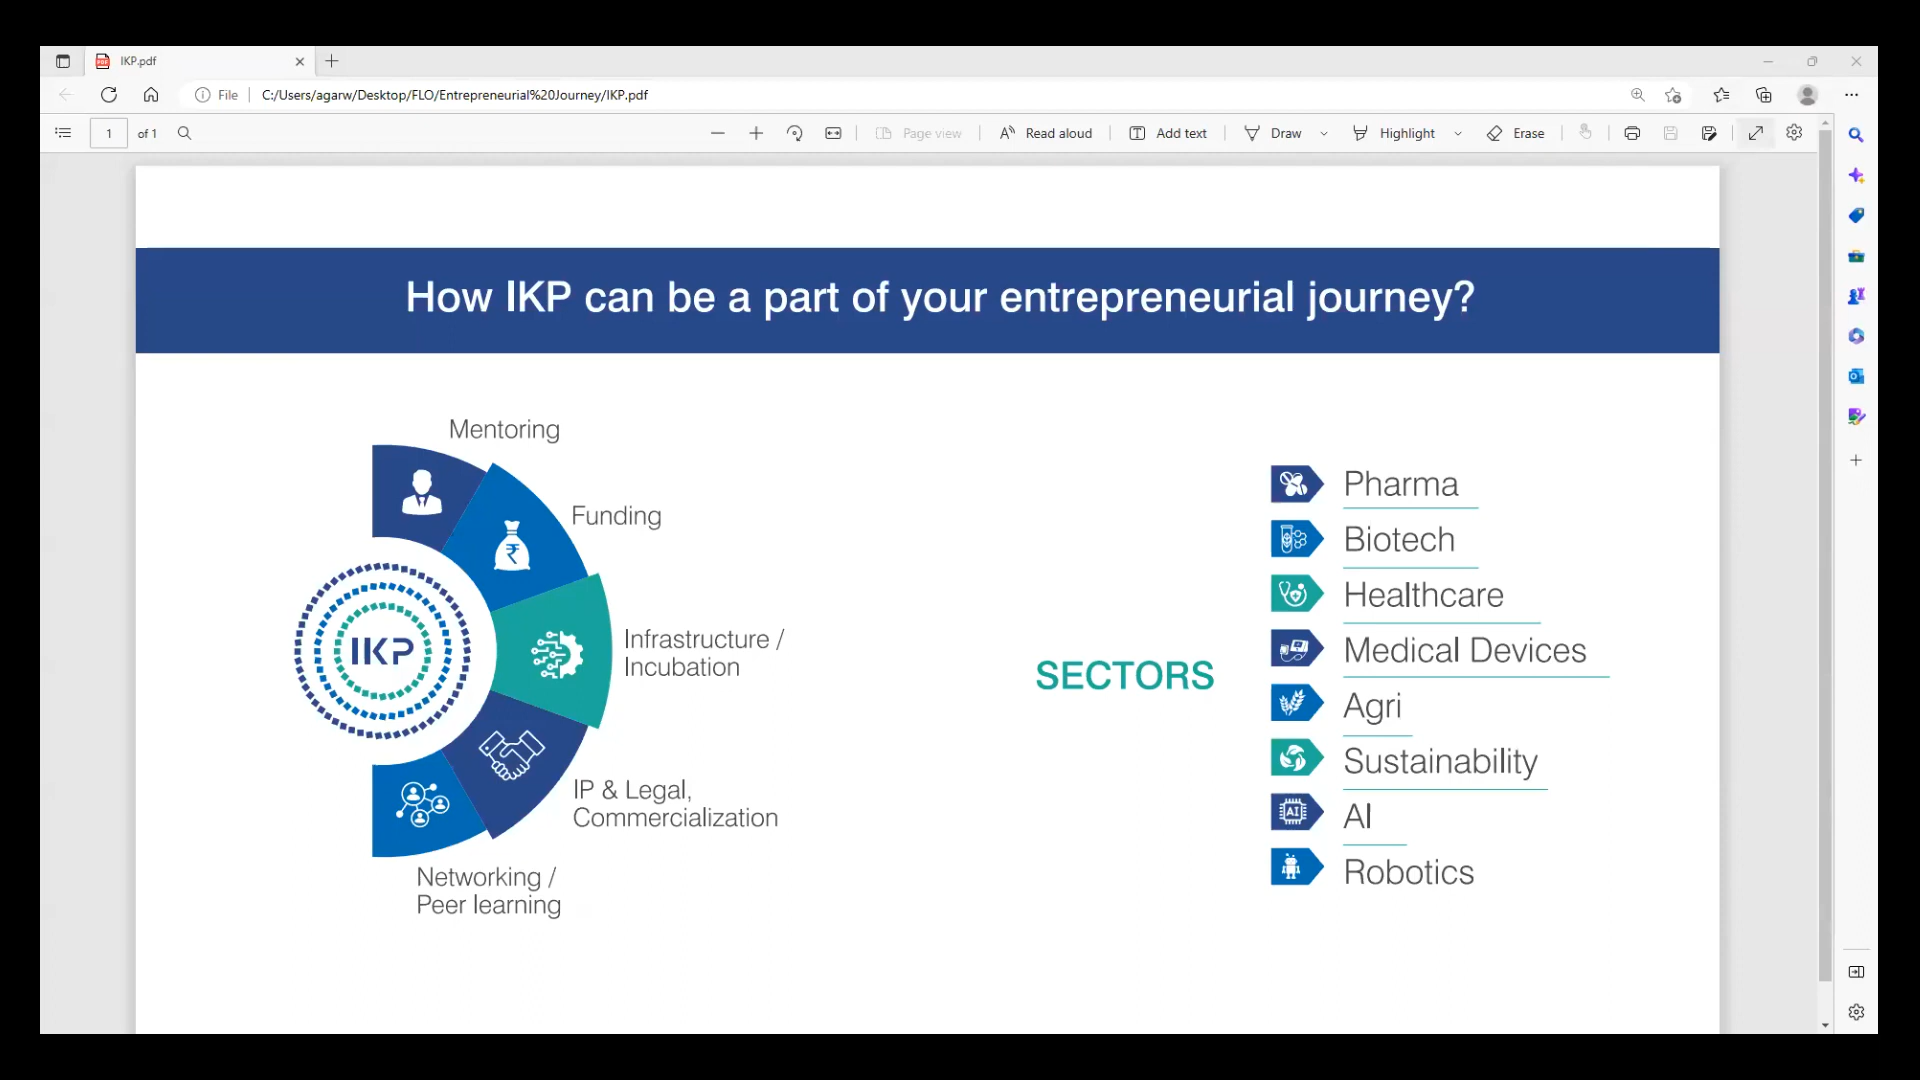 IKP.pdf
File
C:/Users/agarw/Desktop/FLO/Entrepreneurial%20Journey/IKP.pdf
1 of 1
Page view
Read aloud
Add text
Draw
Highlight
Erase
How IKP can be a part of your entrepreneurial journey?
Mentoring
Funding
Infrastructure /
Incubation
IKP
IP & Legal,
Commercialization
Networking /
Peer learning
SECTORS
Pharma
Biotech
Healthcare
Medical Devices
Agri
Sustainability
AI
AI
Robotics